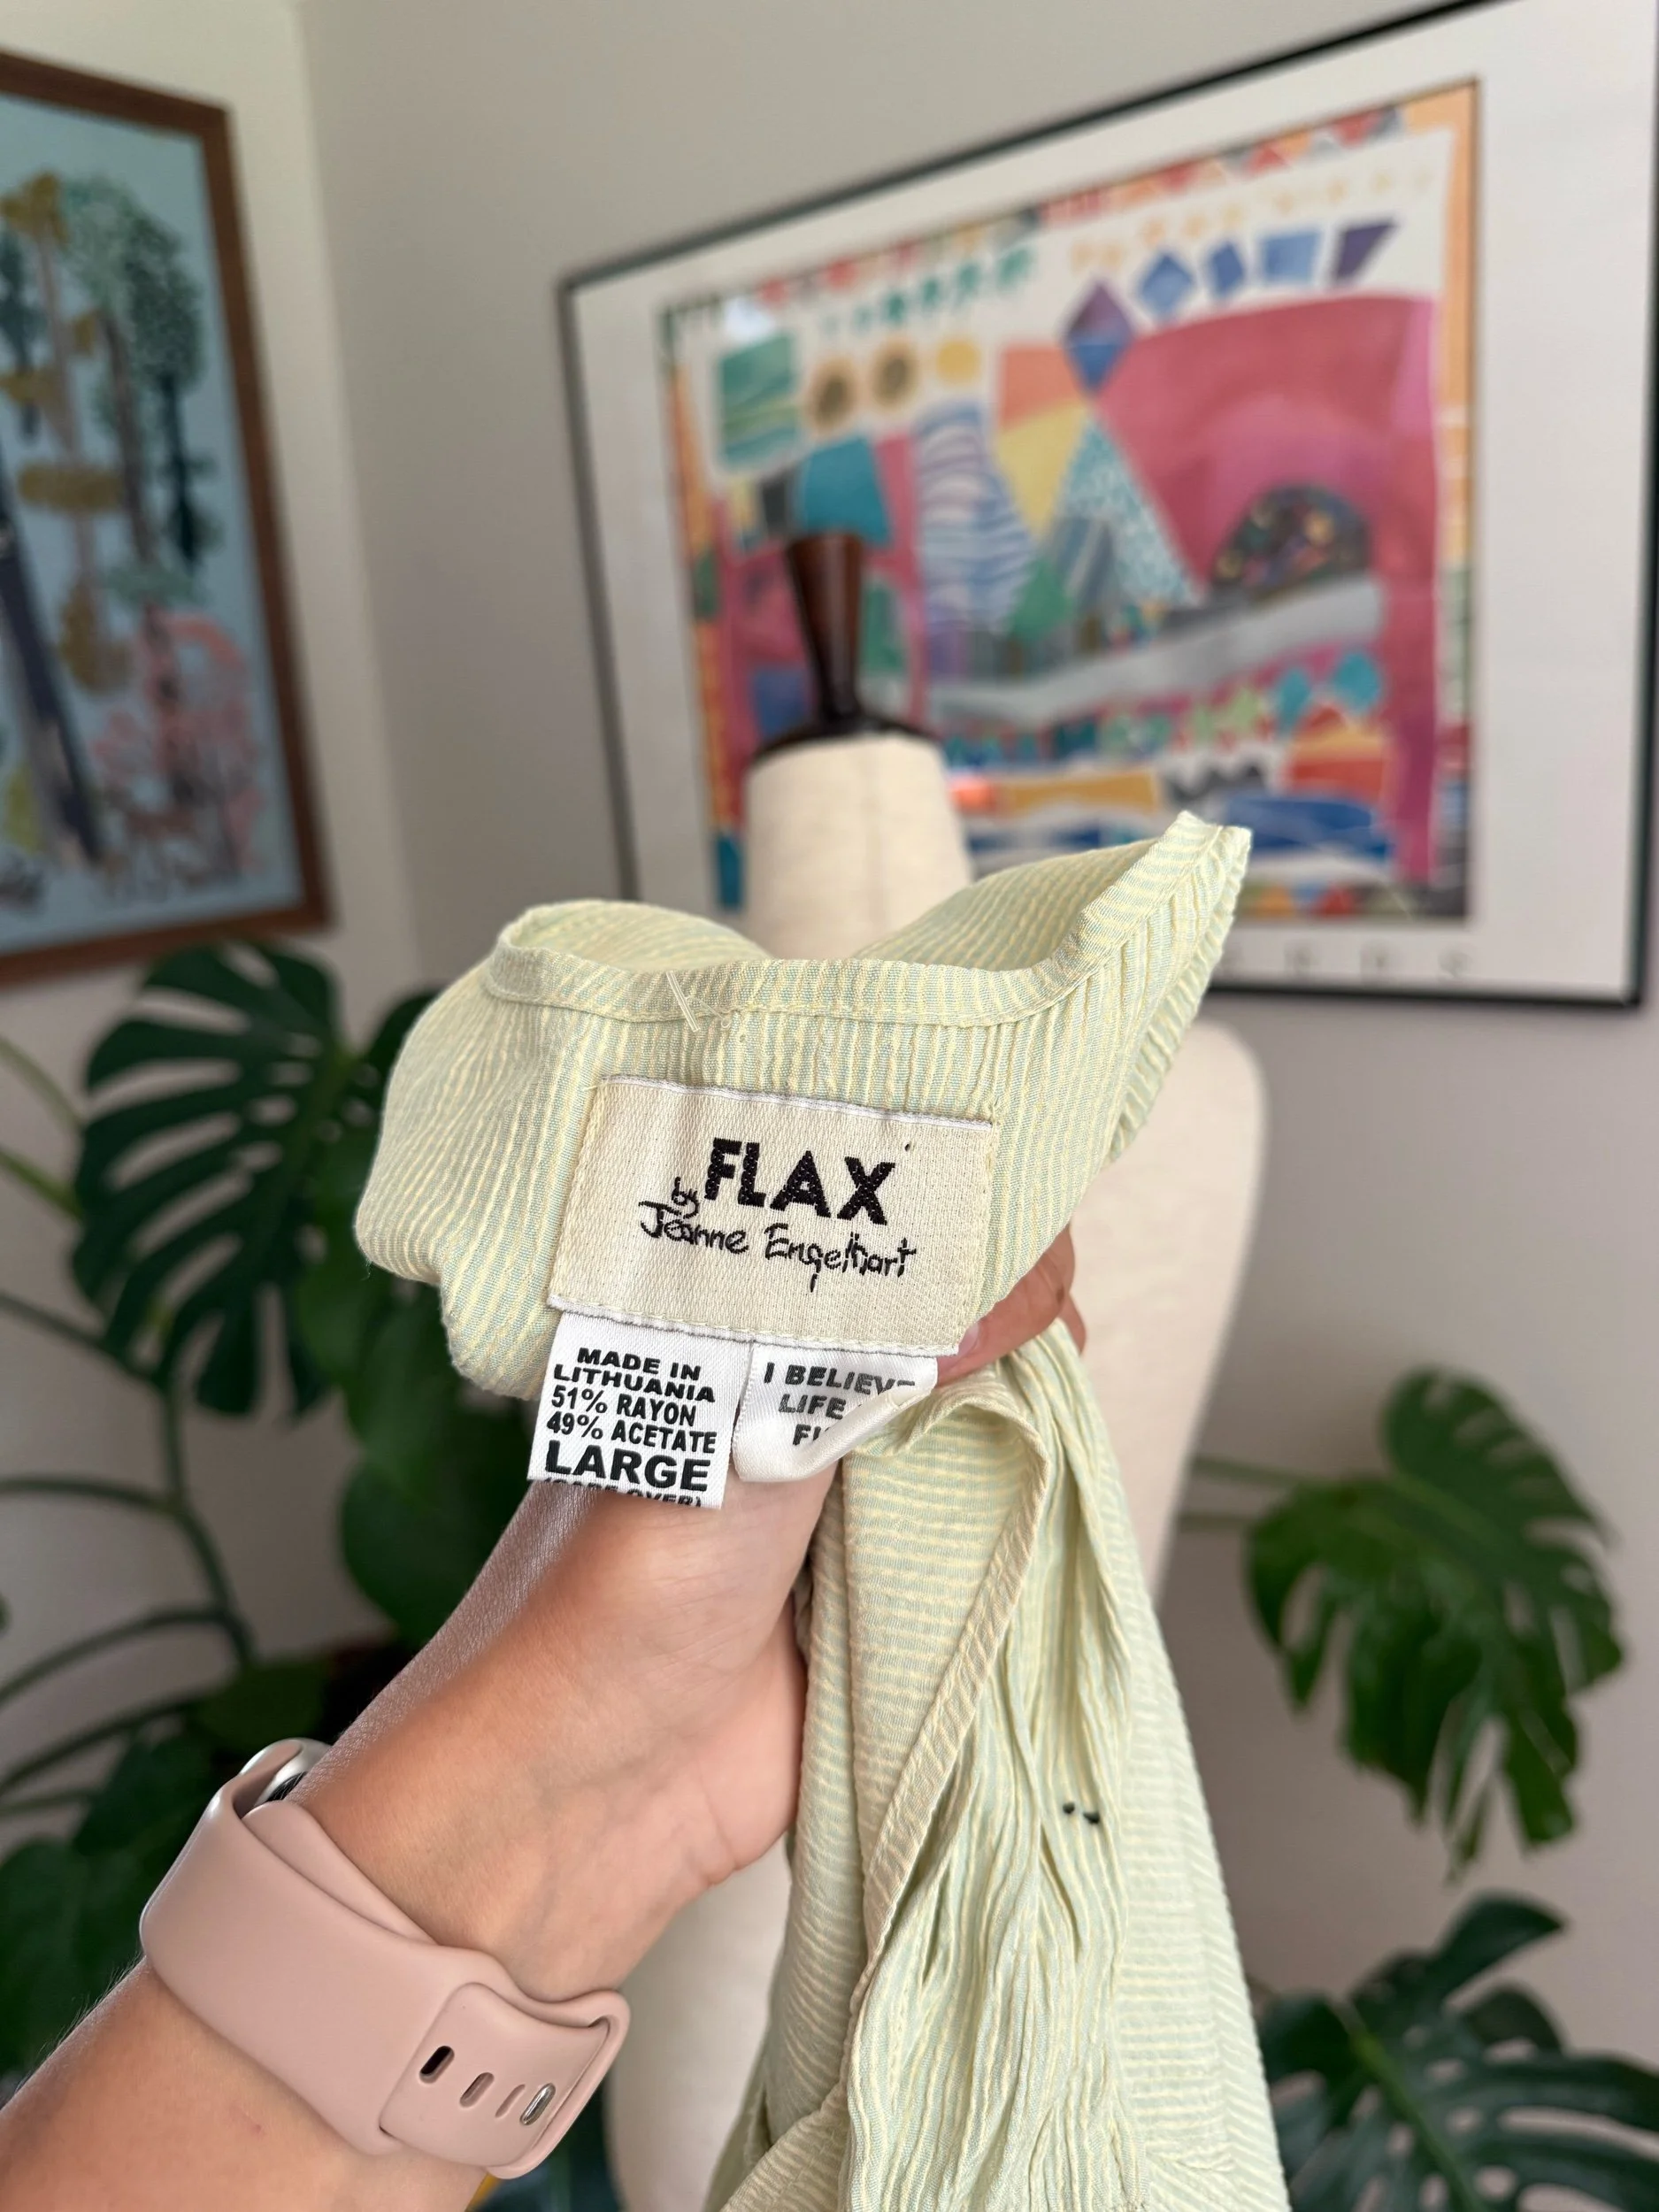 FLAX
by
Jeanne Engelhart
MADE IN
LITHUANIA
51% RAYON
49% ACETATE
LARGE
I BELIEVE
LIFE